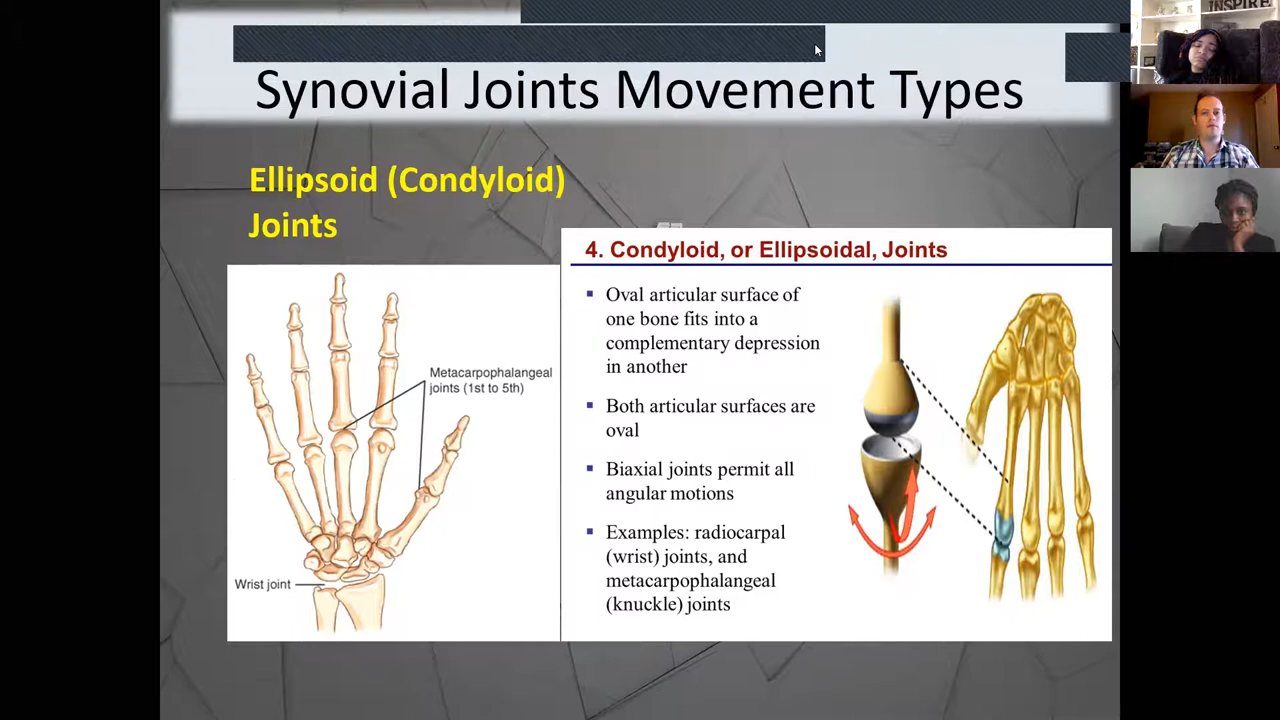 INSPIRE
Synovial Joints Movement Types
Ellipsoid (Condyloid)
Joints
Metacarpophalangeal
joints (1st to 5th)
Wrist joint
4. Condyloid, or Ellipsoidal, Joints
Oval articular surface of
one bone fits into a
complementary depression
in another
Both articular surfaces are
oval
Biaxial joints permit all
angular motions
Examples: radiocarpal
(wrist) joints, and
metacarpophalangeal
(knuckle) joints